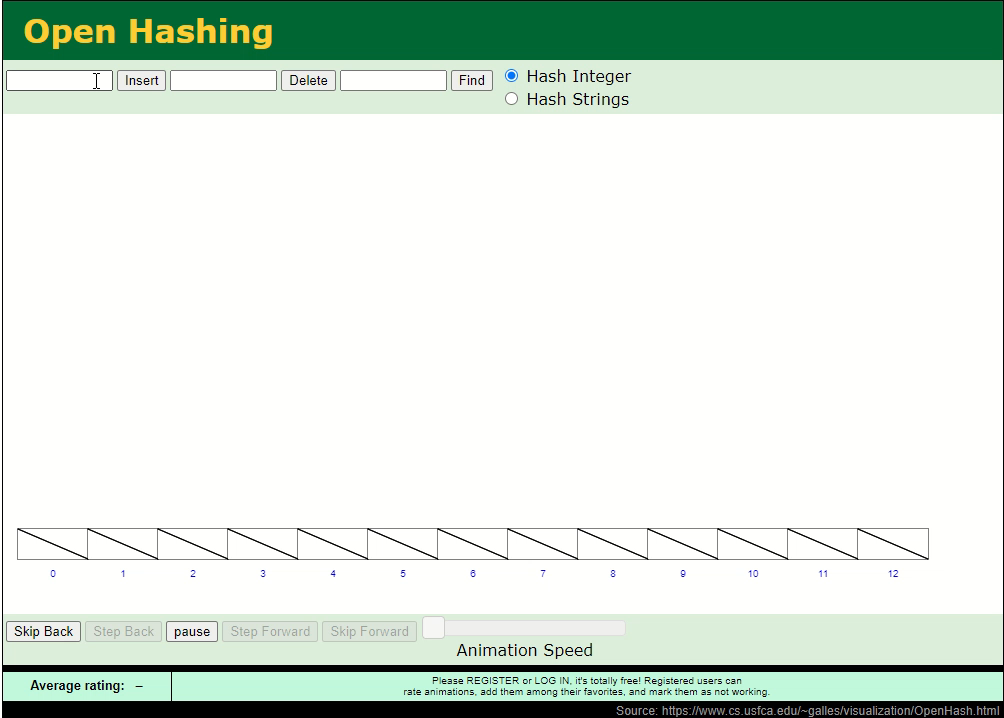 Open Hashing
Insert Delete Find Hash Integer
Hash Strings
0 1 2 3 4 5 6 7 8 9 10 11 12
Skip Back Step Back pause Step Forward Skip Forward
Animation Speed
Average rating: –
Please REGISTER or LOG IN, it's totally free! Registered users can
rate animations, add them among their favorites, and mark them as not working.
Source: https://www.cs.usfca.edu/~galles/visualization/OpenHash.html